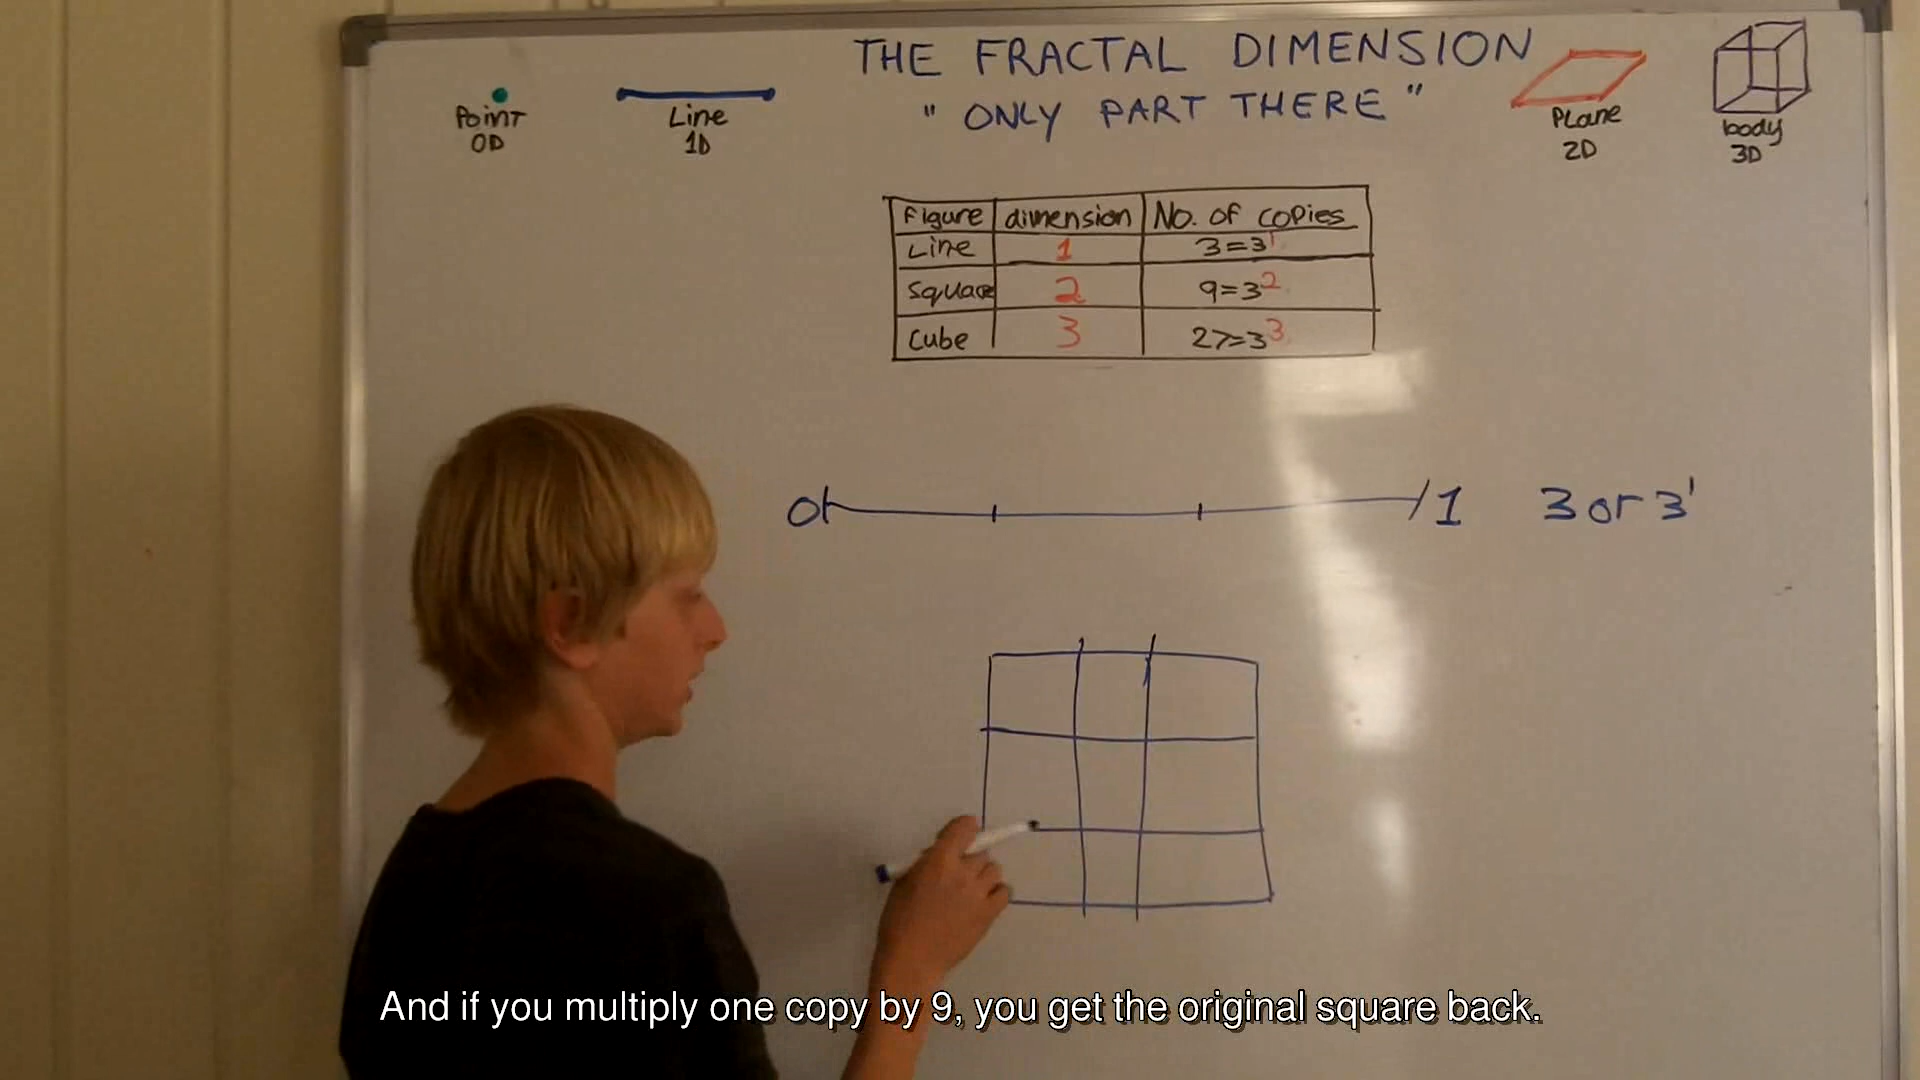 THE FRACTAL DIMENSION
" ONLY PART THERE "
Point
0D
Line
1D
PLane
2D
body
3D
Figure dimension No. of copies
Line 1 3=3¹
Square 2 9=3²
Cube 3 27=3³
0 1 3 or 3¹
And if you multiply one copy by 9, you get the original square back.